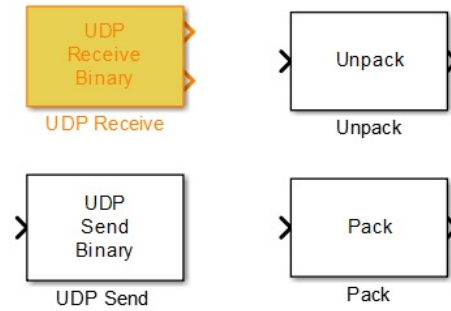 UDP
Receive
Binary
UDP Receive
Unpack
Unpack
UDP
Send
Binary
UDP Send
Pack
Pack